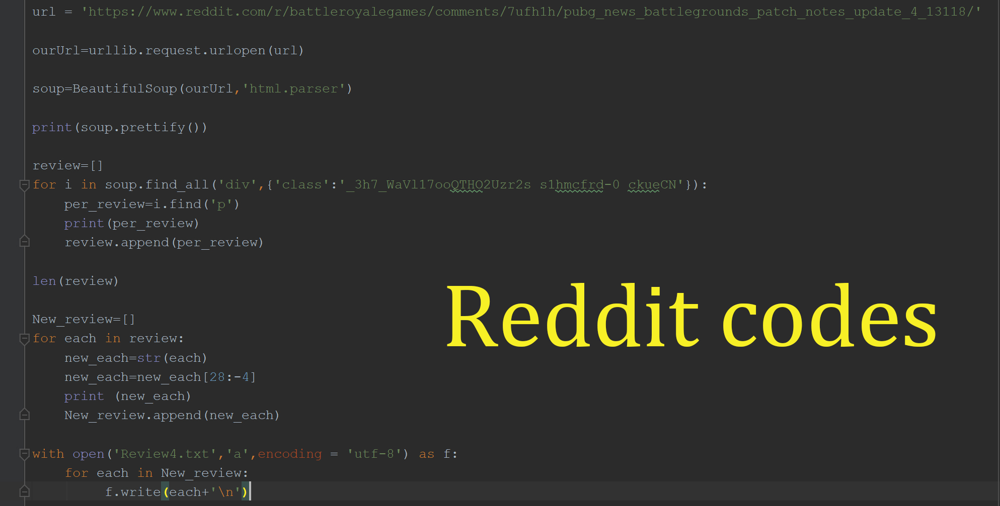 url = 'https://www.reddit.com/r/battleroyalegames/comments/7ufh1h/pubg_news_battlegrounds_patch_notes_update_4_13118/'
ourUrl=urllib.request.urlopen(url)
soup=BeautifulSoup(ourUrl,'html.parser')
print(soup.prettify())
review=[]
for i in soup.find_all('div',{'class':'_3h7_WaVl17ooQTHO2Uzr2s s1hmcfrd-0 ckueCN'}):
    per_review=i.find('p')
    print(per_review)
    review.append(per_review)
len(review)
New_review=[]
for each in review:
    new_each=str(each)
    new_each=new_each[28:-4]
    print (new_each)
    New_review.append(new_each)
Reddit codes
with open('Review4.txt','a',encoding = 'utf-8') as f:
    for each in New_review:
         f.write(each+'\n')